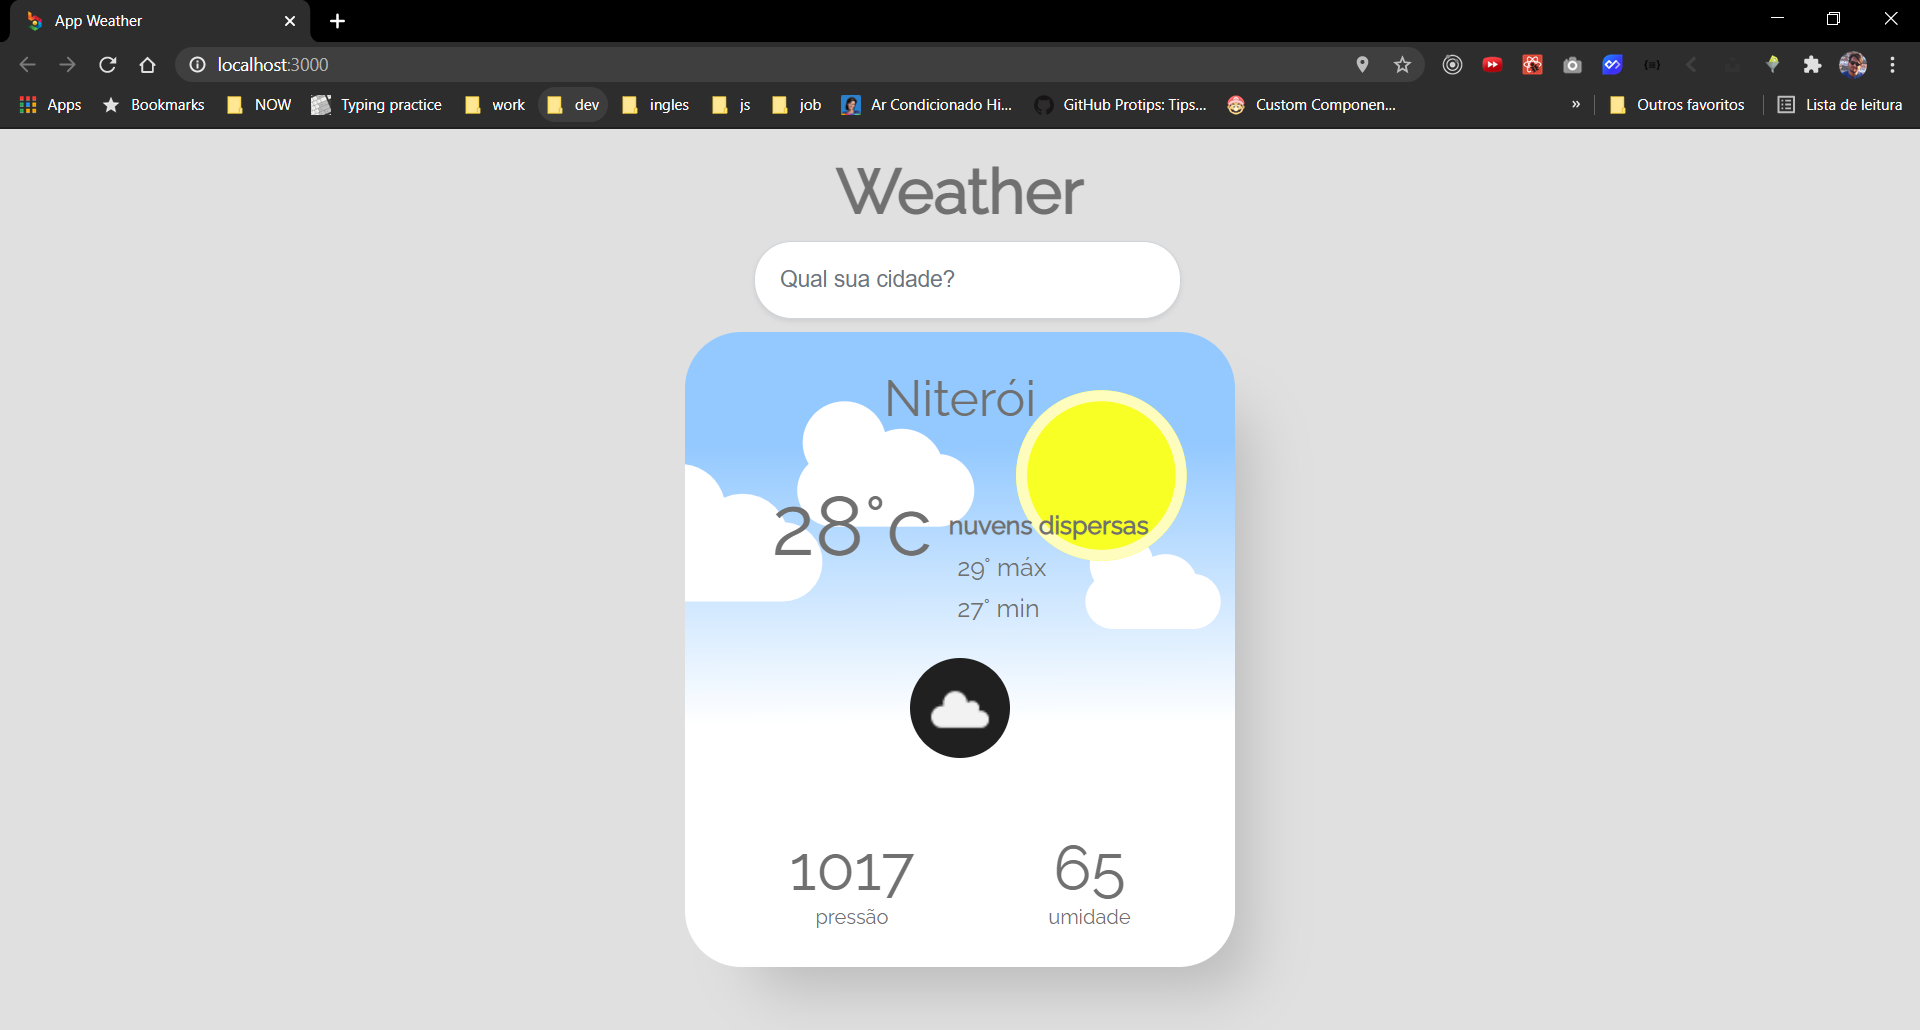 App Weather
localhost:3000
Apps Bookmarks NOW Typing practice work dev ingles js job Ar Condicionado Hi... GitHub Protips: Tips... Custom Componen... » Outros favoritos Lista de leitura
Weather
Qual sua cidade?
Niterói
28°c nuvens dispersas
29° máx
27° min
1017 65
pressão umidade